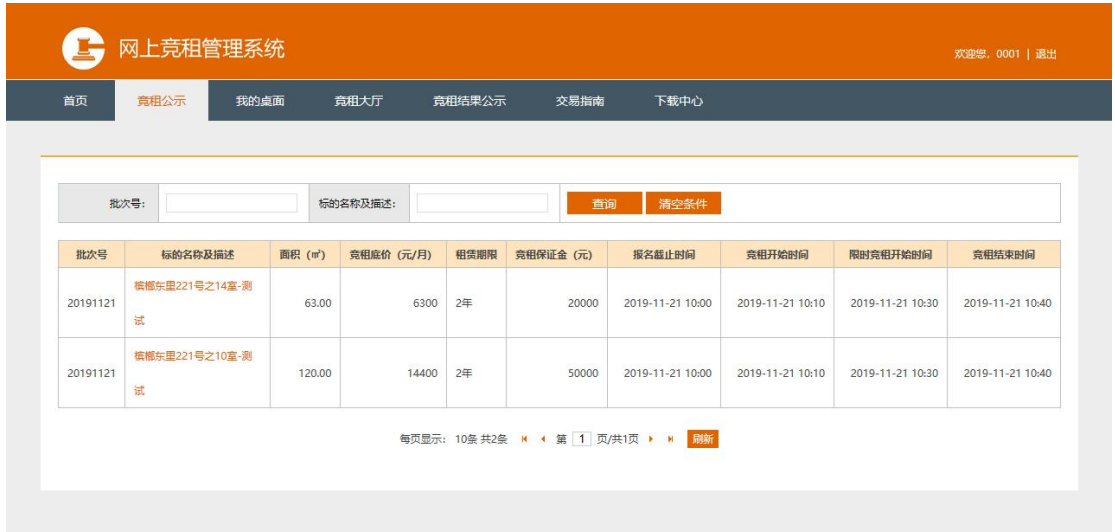 网上竞租管理系统
欢迎您，0001 | 退出
首页 竞租公示 我的桌面 竞租大厅 竞租结果公示 交易指南 下载中心
批次号： 标的名称及描述： 查询 清空条件
批次号 标的名称及描述 面积（㎡） 竞租底价（元/月） 租赁期限 竞租保证金（元） 报名截止时间 竞租开始时间 限时竞租开始时间 竞租结束时间
20191121 槟榔东里221号之14室-测 63.00 6300 2年 20000 2019-11-21 10:00 2019-11-21 10:10 2019-11-21 10:30 2019-11-21 10:40
试
20191121 槟榔东里221号之10室-测 120.00 14400 2年 50000 2019-11-21 10:00 2019-11-21 10:10 2019-11-21 10:30 2019-11-21 10:40
试
每页显示： 10条 共2条 第 1 页/共1页 刷新